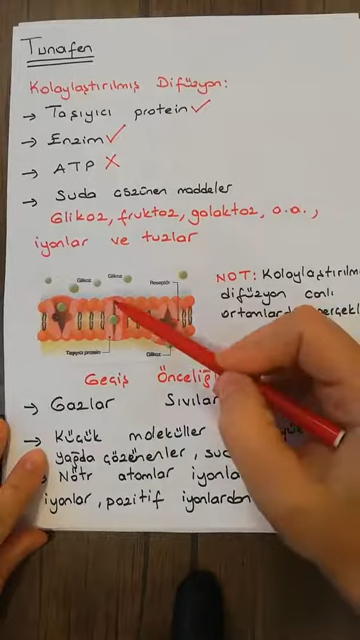 Tunafen
Kolaylaştırılmış Difüzyon:
→ Taşıyıcı protein ✓
→ Enzim ✓
→ ATP X
→ Suda çözünen maddeler
Glikoz, fruktoz, galaktoz, a.a.,
iyonlar ve tuzlar
Glikoz Glikoz Reseptör
Taşıyıcı protein Glikoz
NOT: Kolaylaştırılm
difüzyon canlı
ortamlarda
Geçiş Önceliği
→ Gazlar Sıvılar
→ Küçük moleküller
Yağda çözünenler,
Nötr atomlar iyonla
iyonlar, pozitif iyonlardan